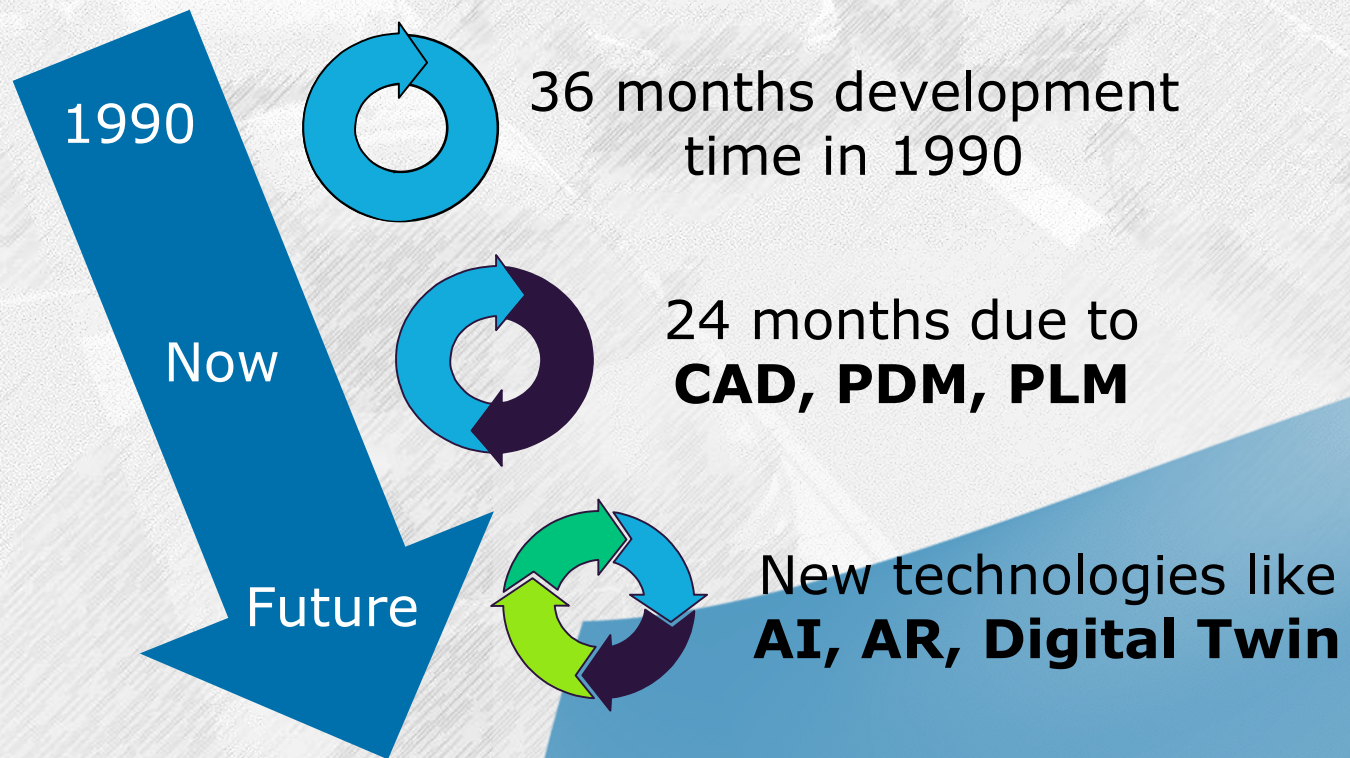 1990
36 months development
time in 1990
Now
24 months due to
CAD, PDM, PLM
Future
New technologies like
AI, AR, Digital Twin